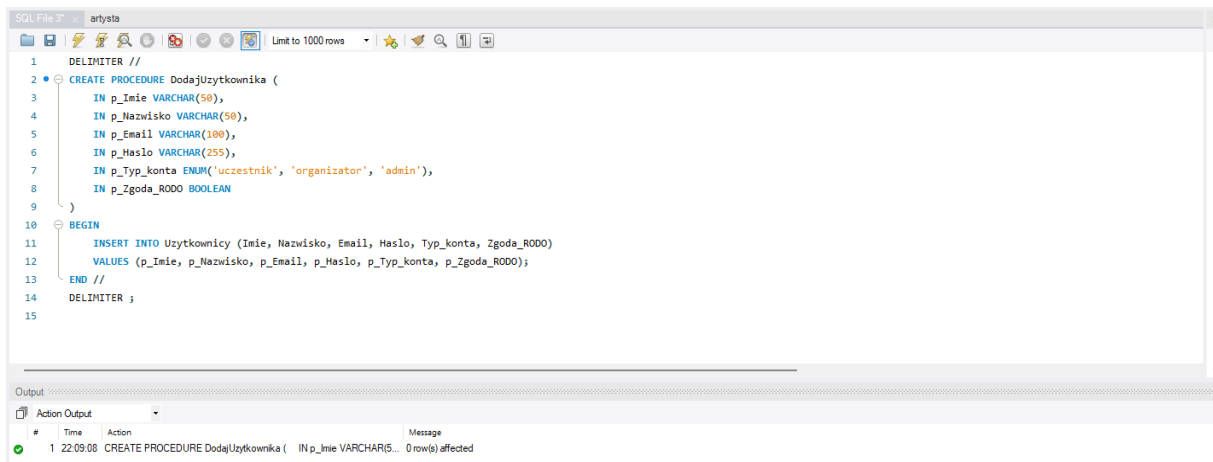 SQL File 3* × artysta
Limit to 1000 rows
1 DELIMITER //
2 CREATE PROCEDURE DodajUzytkownika (
3 IN p_Imie VARCHAR(50),
4 IN p_Nazwisko VARCHAR(50),
5 IN p_Email VARCHAR(100),
6 IN p_Haslo VARCHAR(255),
7 IN p_Typ_konta ENUM('uczestnik', 'organizator', 'admin'),
8 IN p_Zgoda_RODO BOOLEAN
9 )
10 BEGIN
11 INSERT INTO Uzytkownicy (Imie, Nazwisko, Email, Haslo, Typ_konta, Zgoda_RODO)
12 VALUES (p_Imie, p_Nazwisko, p_Email, p_Haslo, p_Typ_konta, p_Zgoda_RODO);
13 END //
14 DELIMITER ;
15
Output
Action Output
# Time Action Message
1 22:09:08 CREATE PROCEDURE DodajUzytkownika ( IN p_Imie VARCHAR(5... 0 row(s) affected